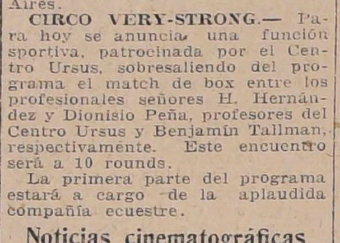 Aires.
CIRCO VERY-STRONG.— Pa-
ra hoy se anuncia una función
sportiva, patrocinada por el Cen-
tro Ursus, sobresaliendo del pro-
grama el match de box entre los
profesionales señores H. Hernán-
dez y Dionisio Peña, profesores del
Centro Ursus y Benjamín Tallman,
respectivamente. Este encuentro
será a 10 rounds.
La primera parte del programa
estará a cargo de la aplaudida
compañía ecuestre.
Noticias cinematográficas